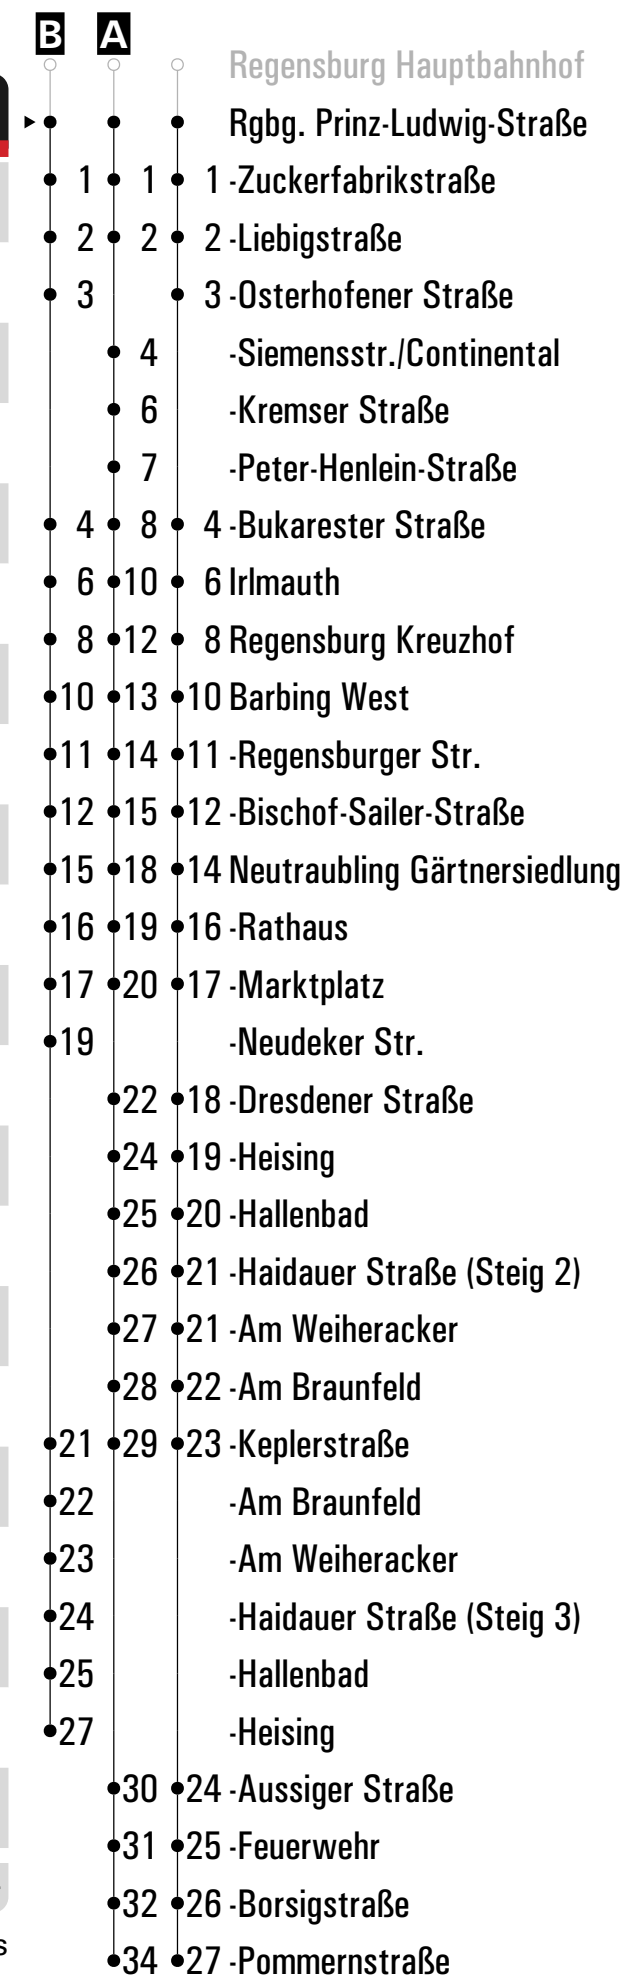 B A
Regensburg Hauptbahnhof
Rgbg. Prinz-Ludwig-Straße
1 1 1 -Zuckerfabrikstraße
2 2 2 -Liebigstraße
3 3 -Osterhofener Straße
4 -Siemensstr./Continental
6 -Kremser Straße
7 -Peter-Henlein-Straße
4 8 4 -Bukarester Straße
6 10 6 Irlmauth
8 12 8 Regensburg Kreuzhof
10 13 10 Barbing West
11 14 11 -Regensburger Str.
12 15 12 -Bischof-Sailer-Straße
15 18 14 Neutraubling Gärtnersiedlung
16 19 16 -Rathaus
17 20 17 -Marktplatz
19 -Neudeker Str.
22 18 -Dresdener Straße
24 19 -Heising
25 20 -Hallenbad
26 21 -Haidauer Straße (Steig 2)
27 21 -Am Weiheracker
28 22 -Am Braunfeld
21 29 23 -Keplerstraße
22 -Am Braunfeld
23 -Am Weiheracker
24 -Haidauer Straße (Steig 3)
25 -Hallenbad
27 -Heising
30 24 -Aussiger Straße
31 25 -Feuerwehr
32 26 -Borsigstraße
s
34 27 -Pommernstraße